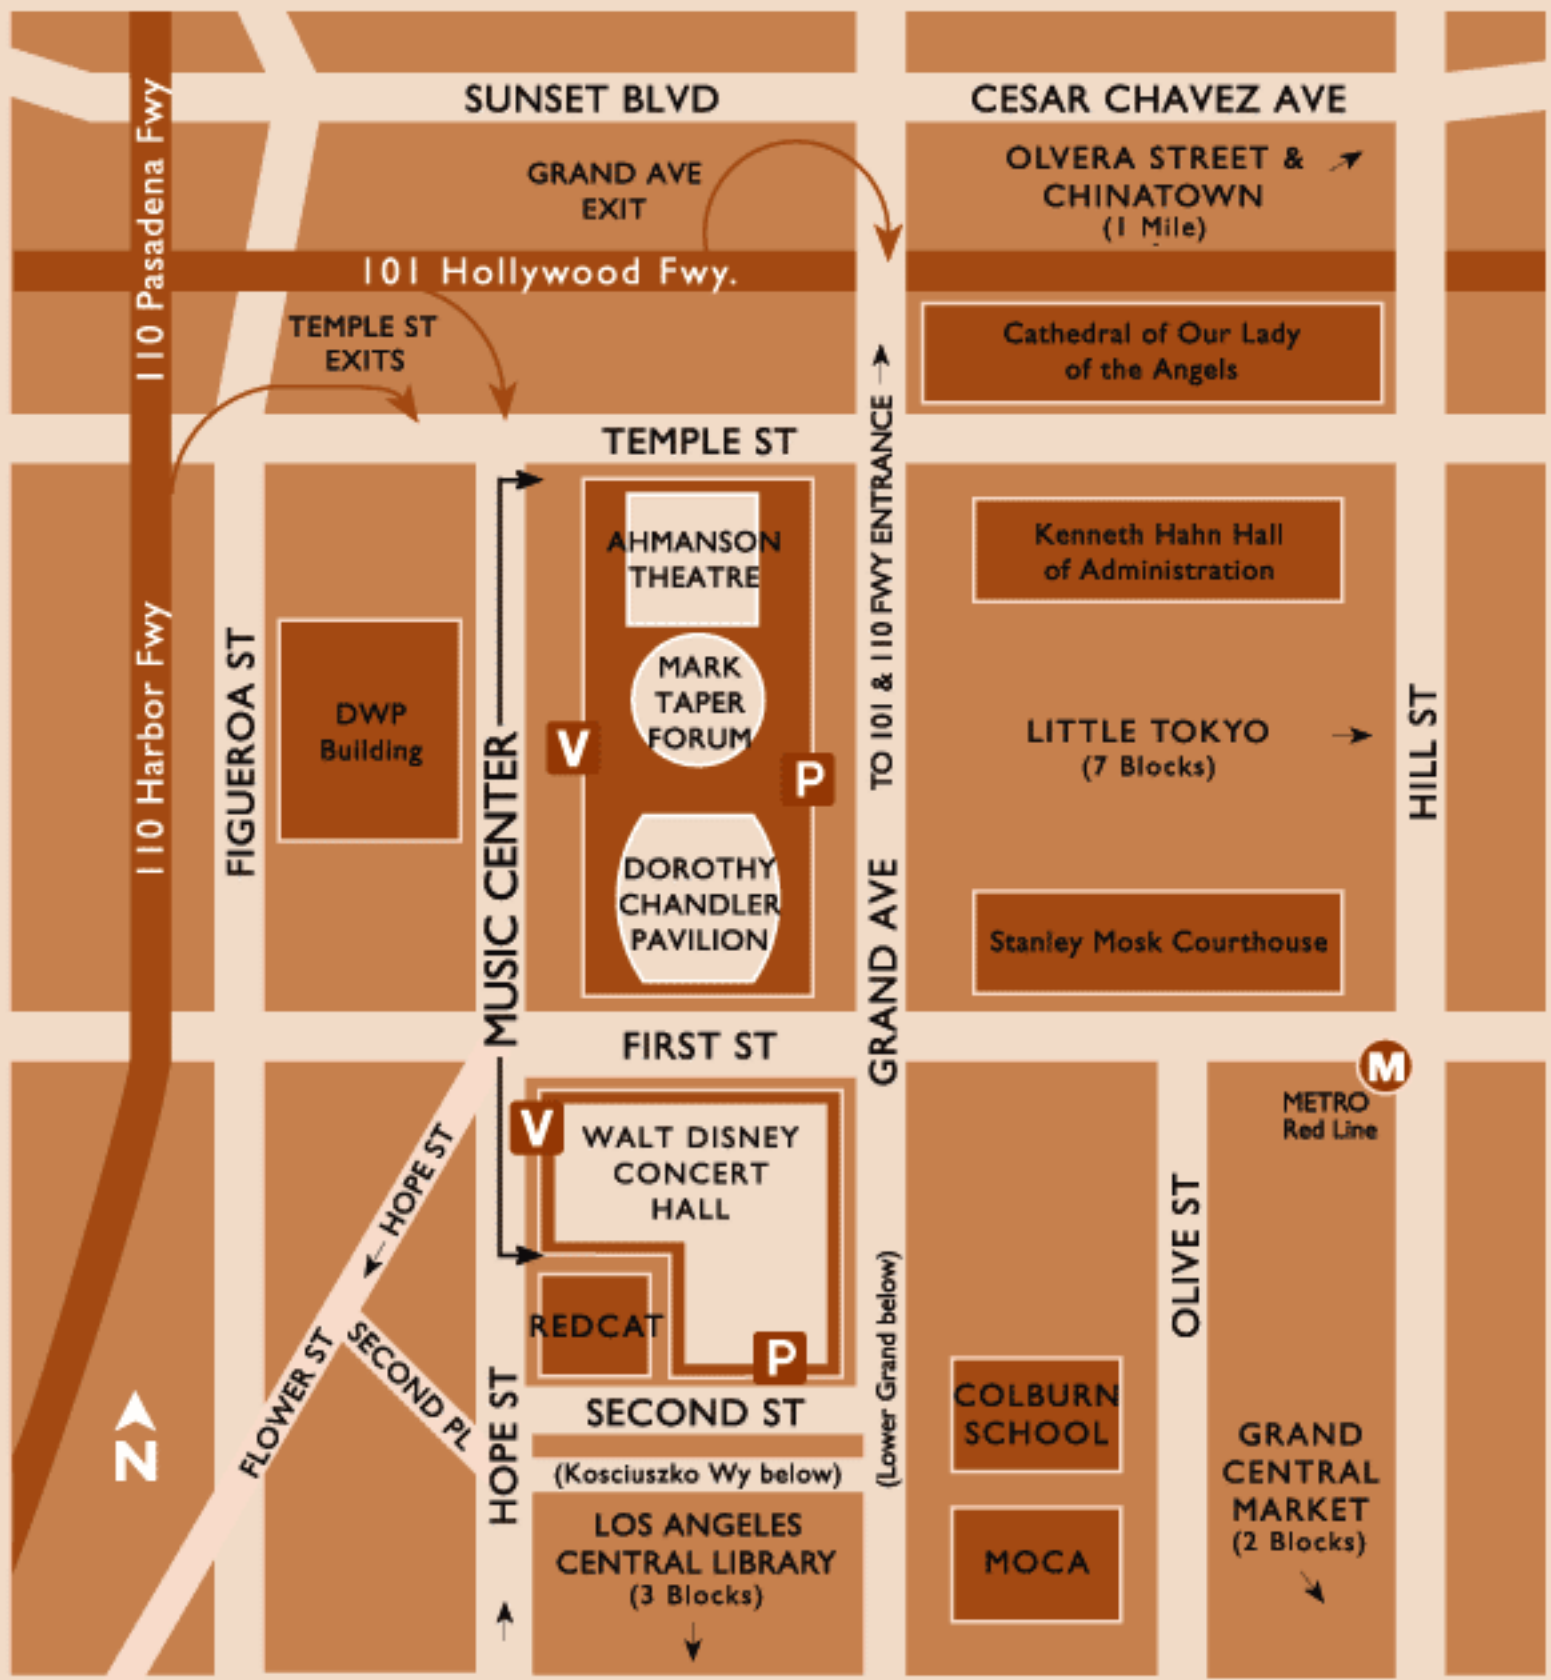 SUNSET BLVD
CESAR CHAVEZ AVE
110 Pasadena Fwy
GRAND AVE
EXIT
OLVERA STREET &
CHINATOWN
(1 Mile)
101 Hollywood Fwy.
TEMPLE ST
EXITS
Cathedral of Our Lady
of the Angels
TEMPLE ST
TO 101 & 110 FWY ENTRANCE
AHMANSON
THEATRE
Kenneth Hahn Hall
of Administration
110 Harbor Fwy
FIGUEROA ST
DWP
Building
MUSIC CENTER
V
MARK
TAPER
FORUM
P
LITTLE TOKYO
(7 Blocks)
HILL ST
DOROTHY
CHANDLER
PAVILION
GRAND AVE
Stanley Mosk Courthouse
FIRST ST
M
METRO
Red Line
HOPE ST
V
WALT DISNEY
CONCERT
HALL
OLIVE ST
REDCAT
P
(Lower Grand below)
FLOWER ST
SECOND PL
HOPE ST
SECOND ST
COLBURN
SCHOOL
N
(Kosciuszko Wy below)
GRAND
CENTRAL
MARKET
(2 Blocks)
LOS ANGELES
CENTRAL LIBRARY
(3 Blocks)
MOCA